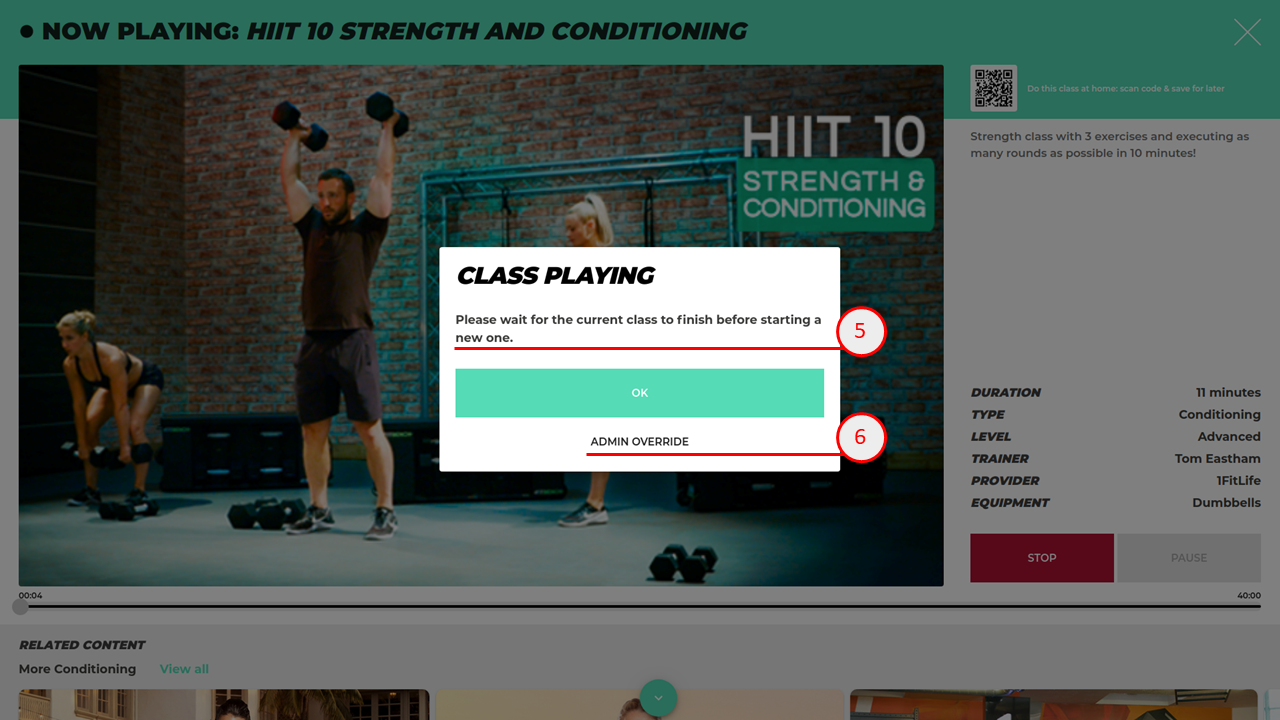 ● NOW PLAYING: HIIT 10 STRENGTH AND CONDITIONING
Do this class at home: scan code & save for later
HIIT 10
STRENGTH &
CONDITIONING
Strength class with 3 exercises and executing as
many rounds as possible in 10 minutes!
CLASS PLAYING
Please wait for the current class to finish before starting a
new one.
5
OK
ADMIN OVERRIDE
6
DURATION 11 minutes
TYPE Conditioning
LEVEL Advanced
TRAINER Tom Eastham
PROVIDER 1FitLife
EQUIPMENT Dumbbells
STOP PAUSE
00:04 40:00
RELATED CONTENT
More Conditioning View all